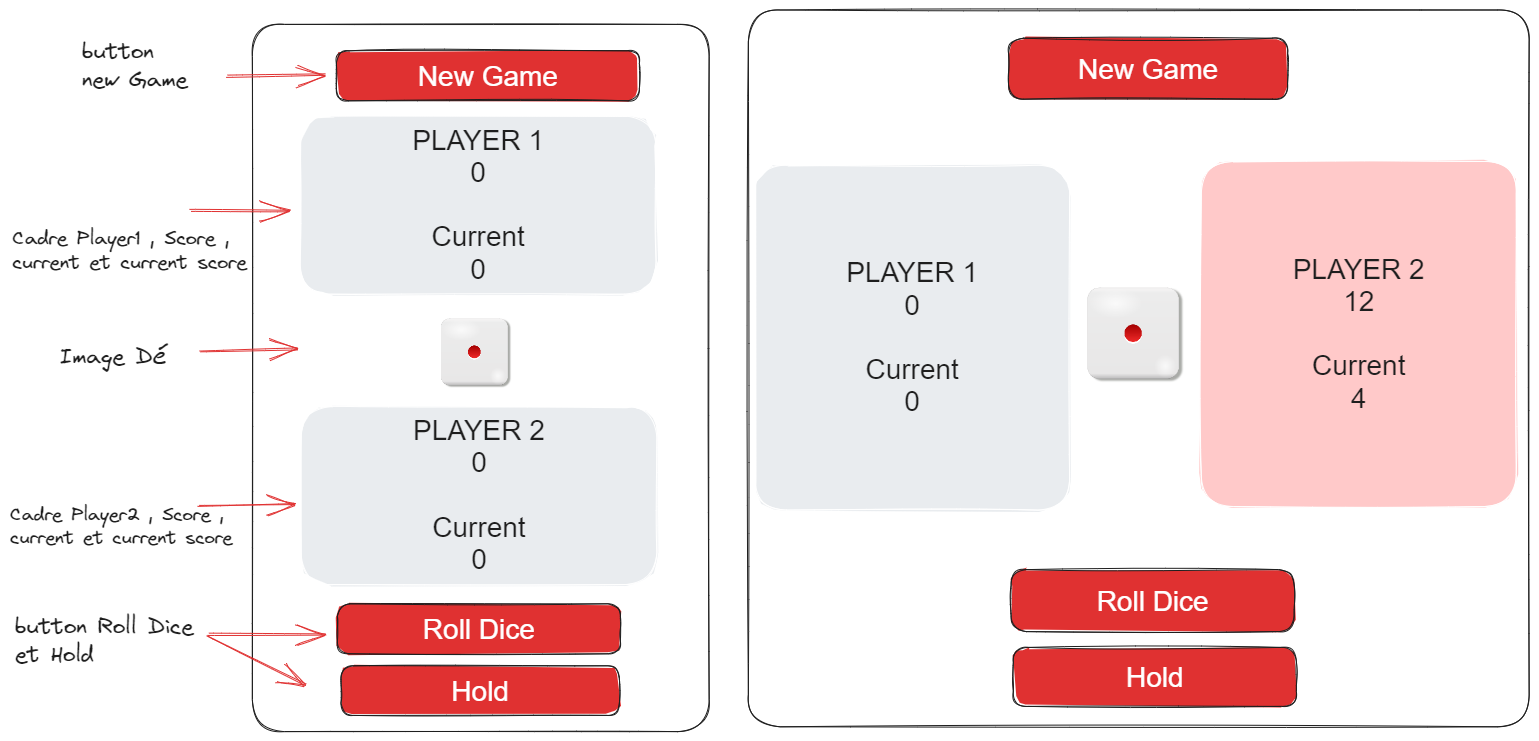 button
new Game
New Game
PLAYER 1
0
Current
0
Cadre Player1 , Score ,
current et current score
Image Dé
PLAYER 2
0
Current
0
Cadre Player2 , Score ,
current et current score
button Roll Dice
et Hold
Roll Dice
Hold
New Game
PLAYER 1
0
Current
0
PLAYER 2
12
Current
4
Roll Dice
Hold